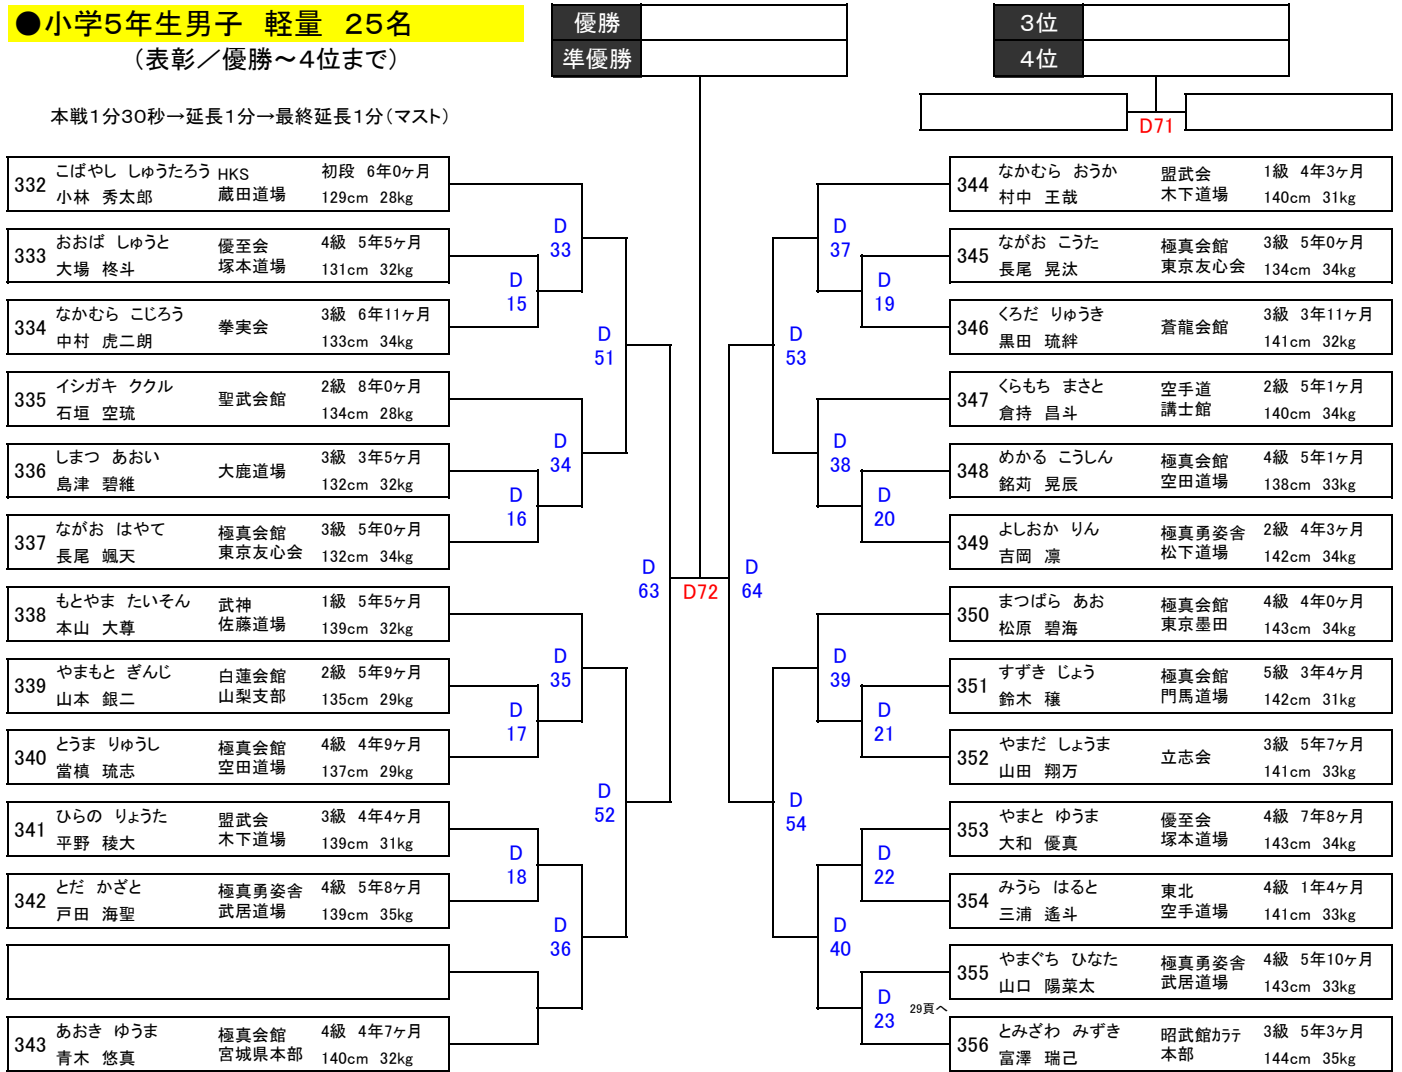 ●小学5年生男子 軽量 25名
(表彰/優勝~4位まで)
本戦1分30秒→延長1分→最終延長1分(マスト)
優勝
準優勝
3位
4位
D71
332 こばやし しゅうたろう HKS 初段 6年0ヶ月
小林 秀太郎 蔵田道場 129cm 28kg
333 おおば しゅうと 優至会 4級 5年5ヶ月
大場 柊斗 塚本道場 131cm 32kg
334 なかむら こじろう 拳実会 3級 6年11ヶ月
中村 虎二朗 133cm 34kg
335 イシガキ ククル 聖武会館 2級 8年0ヶ月
石垣 空琉 134cm 28kg
336 しまつ あおい 大鹿道場 3級 3年5ヶ月
島津 碧維 132cm 32kg
337 ながお はやて 極真会館 3級 5年0ヶ月
長尾 颯天 東京友心会 132cm 34kg
338 もとやま たいそん 武神 1級 5年5ヶ月
本山 大尊 佐藤道場 139cm 32kg
339 やまもと ぎんじ 白蓮会館 2級 5年9ヶ月
山本 銀二 山梨支部 135cm 29kg
340 とうま りゅうし 極真会館 4級 4年9ヶ月
當槙 琉志 空田道場 137cm 29kg
341 ひらの りょうた 盟武会 3級 4年4ヶ月
平野 稜大 木下道場 139cm 31kg
342 とだ かざと 極真勇姿舎 4級 5年8ヶ月
戸田 海聖 武居道場 139cm 35kg
343 あおき ゆうま 極真会館 4級 4年7ヶ月
青木 悠真 宮城県本部 140cm 32kg
D
15
D
16
D
17
D
18
D
33
D
34
D
35
D
36
D
51
D
52
D
63
D72
D
64
D
53
D
54
D
37
D
38
D
39
D
40
D
19
D
20
D
21
D
22
D
23
29頁へ
344 なかむら おうか 盟武会 1級 4年3ヶ月
村中 王哉 木下道場 140cm 31kg
345 ながお こうた 極真会館 3級 5年0ヶ月
長尾 晃汰 東京友心会 134cm 34kg
346 くろだ りゅうき 蒼龍会館 3級 3年11ヶ月
黒田 琉絆 141cm 32kg
347 くらもち まさと 空手道 2級 5年1ヶ月
倉持 昌斗 講士館 140cm 34kg
348 めかる こうしん 極真会館 4級 5年1ヶ月
銘苅 晃辰 空田道場 138cm 33kg
349 よしおか りん 極真勇姿舎 2級 4年3ヶ月
吉岡 凛 松下道場 142cm 34kg
350 まつばら あお 極真会館 4級 4年0ヶ月
松原 碧海 東京墨田 143cm 34kg
351 すずき じょう 極真会館 5級 3年4ヶ月
鈴木 穣 門馬道場 142cm 31kg
352 やまだ しょうま 立志会 3級 5年7ヶ月
山田 翔万 141cm 33kg
353 やまと ゆうま 優至会 4級 7年8ヶ月
大和 優真 塚本道場 143cm 34kg
354 みうら はると 東北 4級 1年4ヶ月
三浦 遙斗 空手道場 141cm 33kg
355 やまぐち ひなた 極真勇姿舎 4級 5年10ヶ月
山口 陽菜太 武居道場 143cm 33kg
356 とみざわ みずき 昭武館カラテ 3級 5年3ヶ月
富澤 瑞己 本部 144cm 35kg